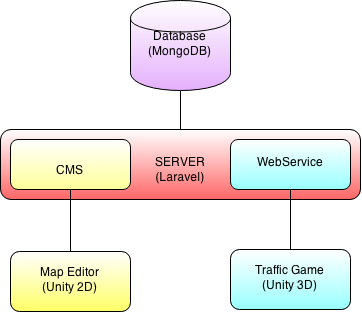 Database
(MongoDB)
CMS
SERVER
(Laravel)
WebService
Map Editor
(Unity 2D)
Traffic Game
(Unity 3D)